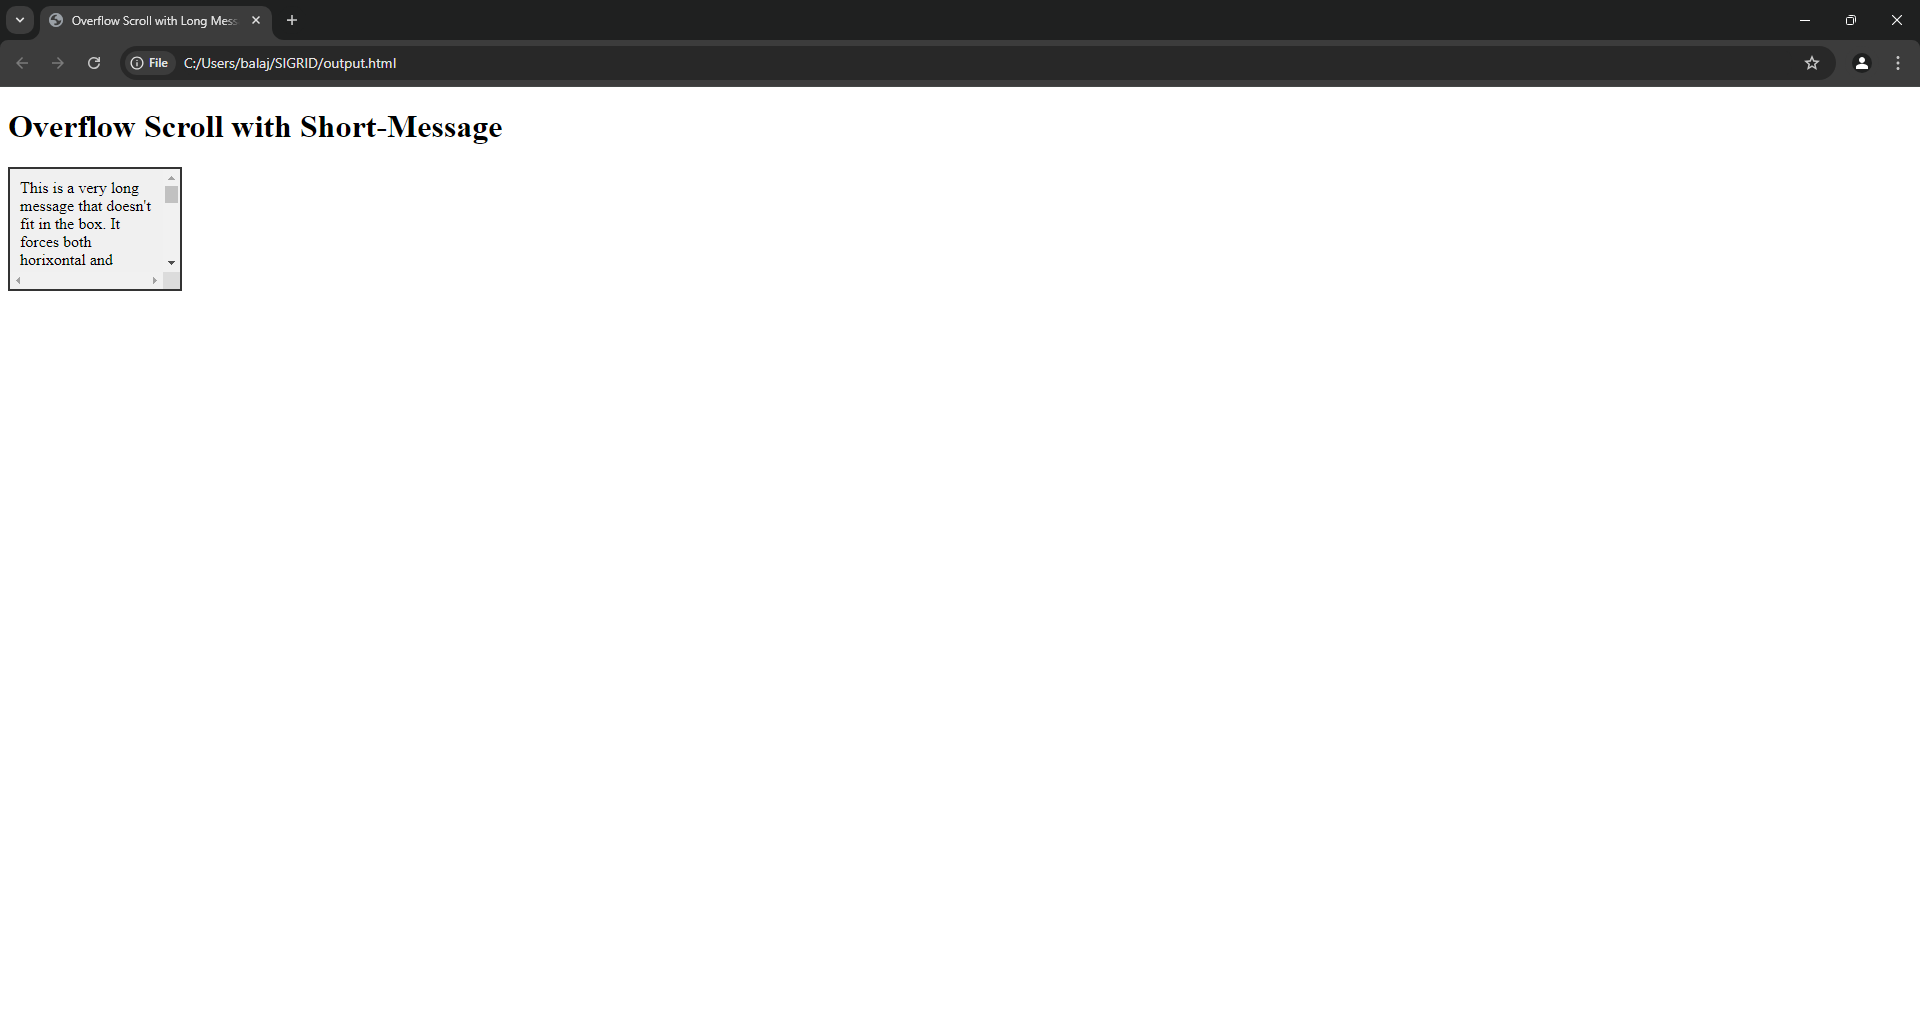 Overflow Scroll with Long Mess
File C:/Users/balaj/SIGRID/output.html
Overflow Scroll with Short-Message
This is a very long
message that doesn't
fit in the box. It
forces both
horixontal and